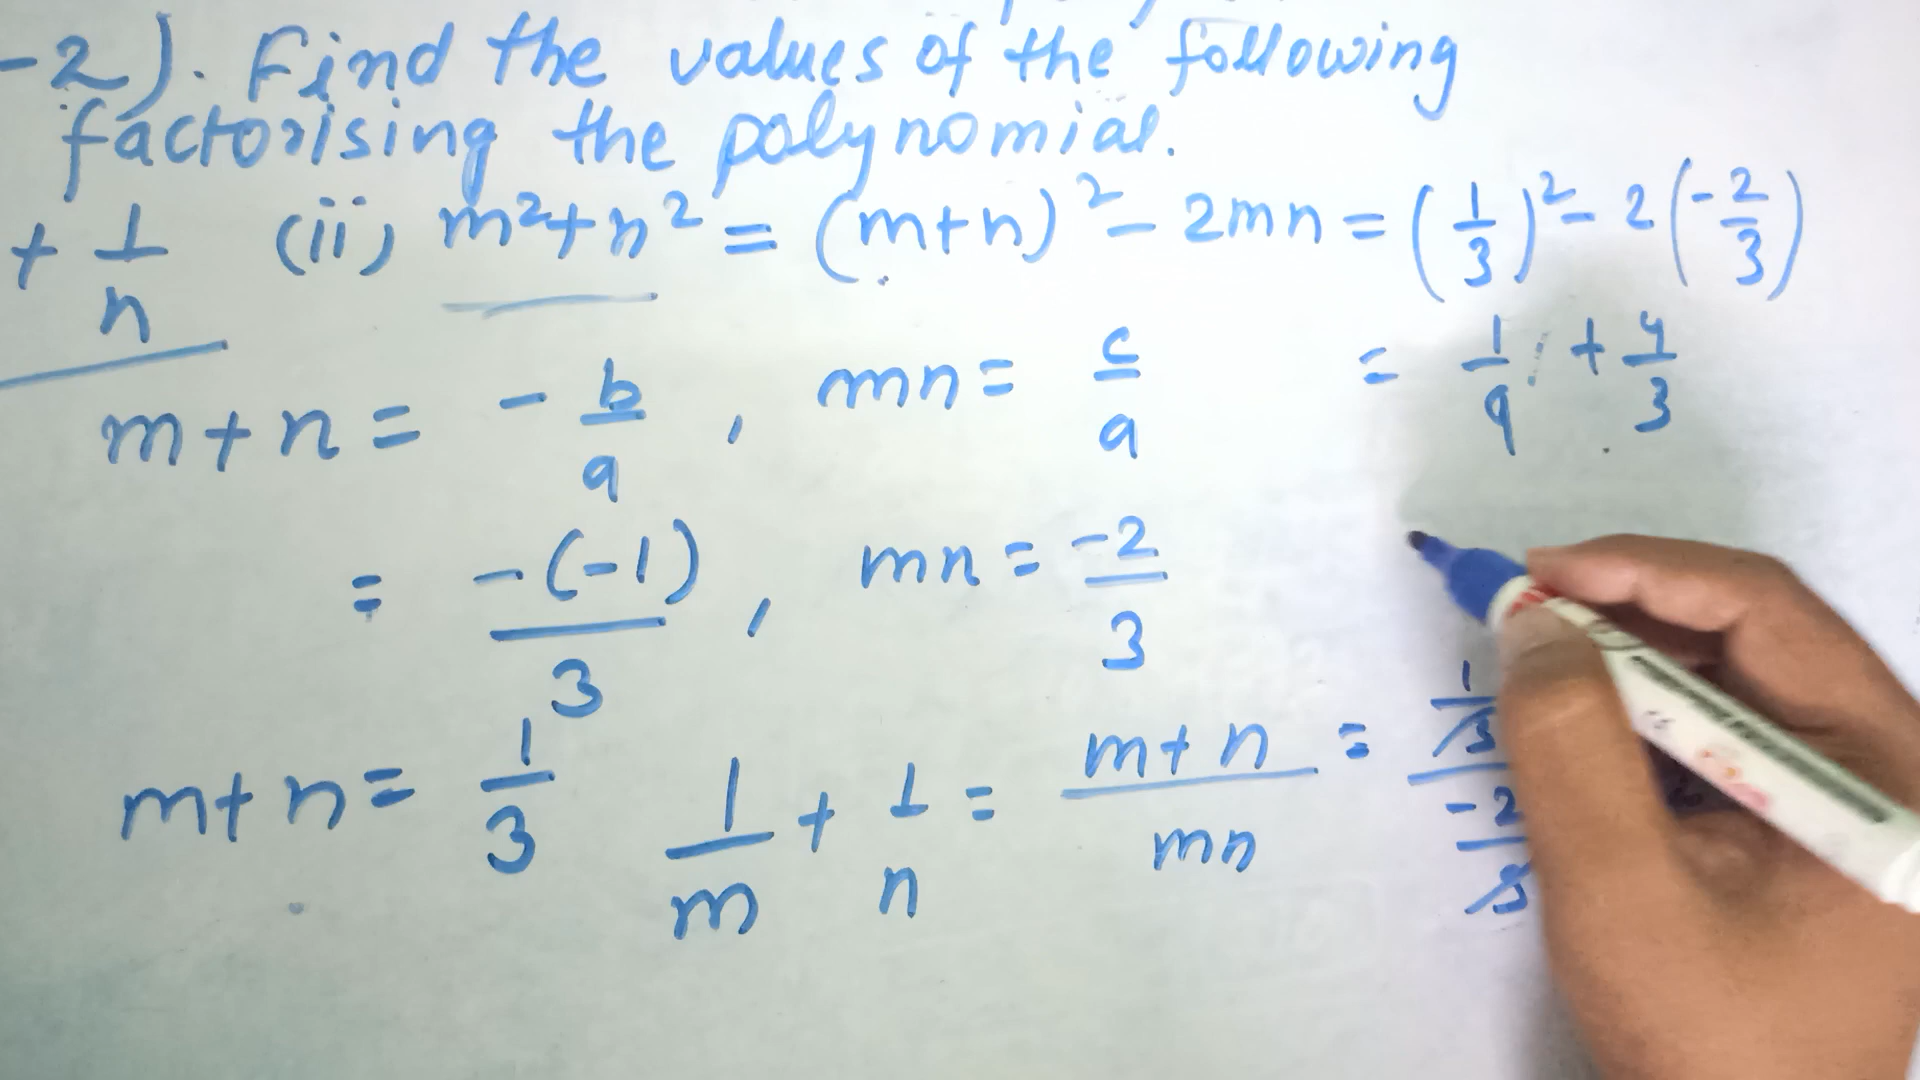 -2). Find the values of the following
factorising the polynomial.
+ 1/n (ii) m²+n² = (m+n)² - 2mn = (1/3)² - 2(-2/3)
m+n = - b/a , mn = c/a = 1/9 + 4/3
= -(-1)/3 , mn = -2/3
m+n = 1/3 1/m + 1/n = m+n/mn = 1/3 / -2/3